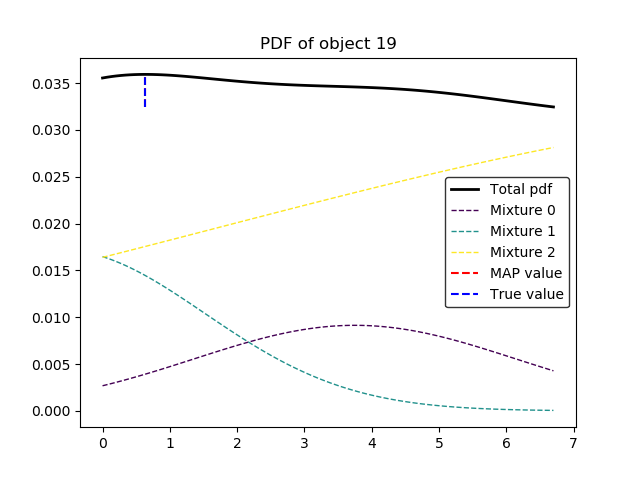 PDF of object 19
0.035
0.030
0.025
0.020
0.015
0.010
0.005
0.000
Total pdf
Mixture 0
Mixture 1
Mixture 2
MAP value
True value
0 1 2 3 4 5 6 7